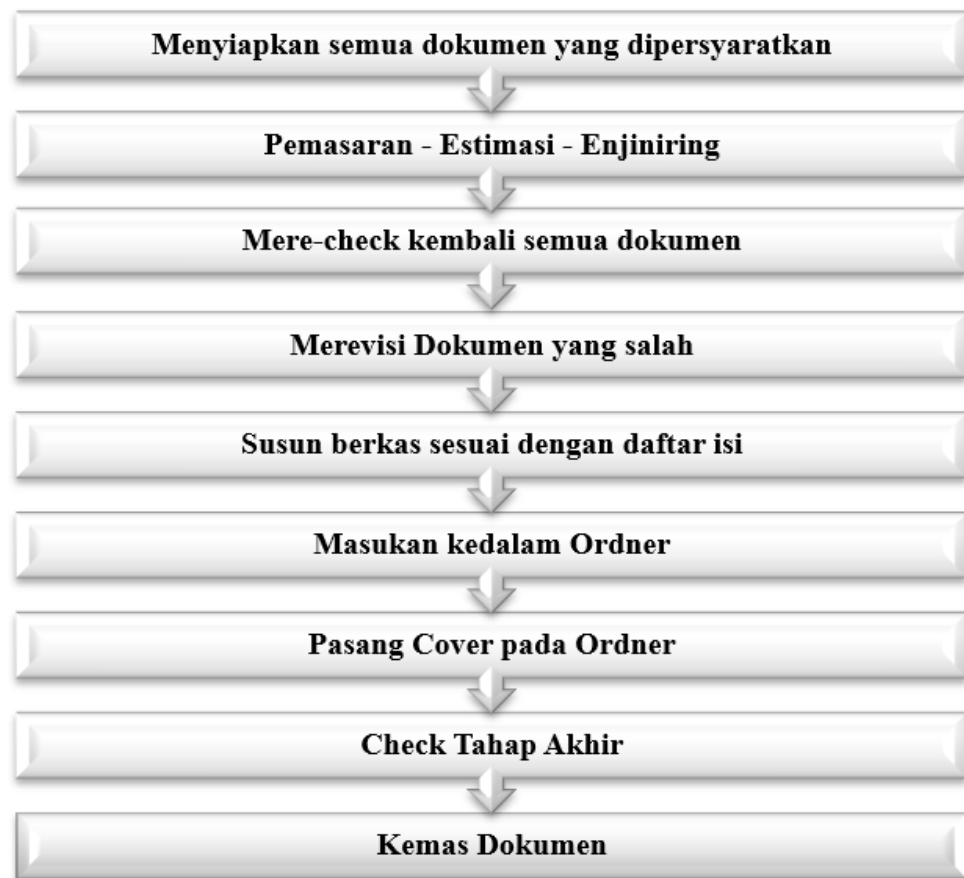 Menyiapkan semua dokumen yang dipersyaratkan
Pemasaran - Estimasi - Enjiniring
Mere-check kembali semua dokumen
Merevisi Dokumen yang salah
Susun berkas sesuai dengan daftar isi
Masukan kedalam Ordner
Pasang Cover pada Ordner
Check Tahap Akhir
Kemas Dokumen